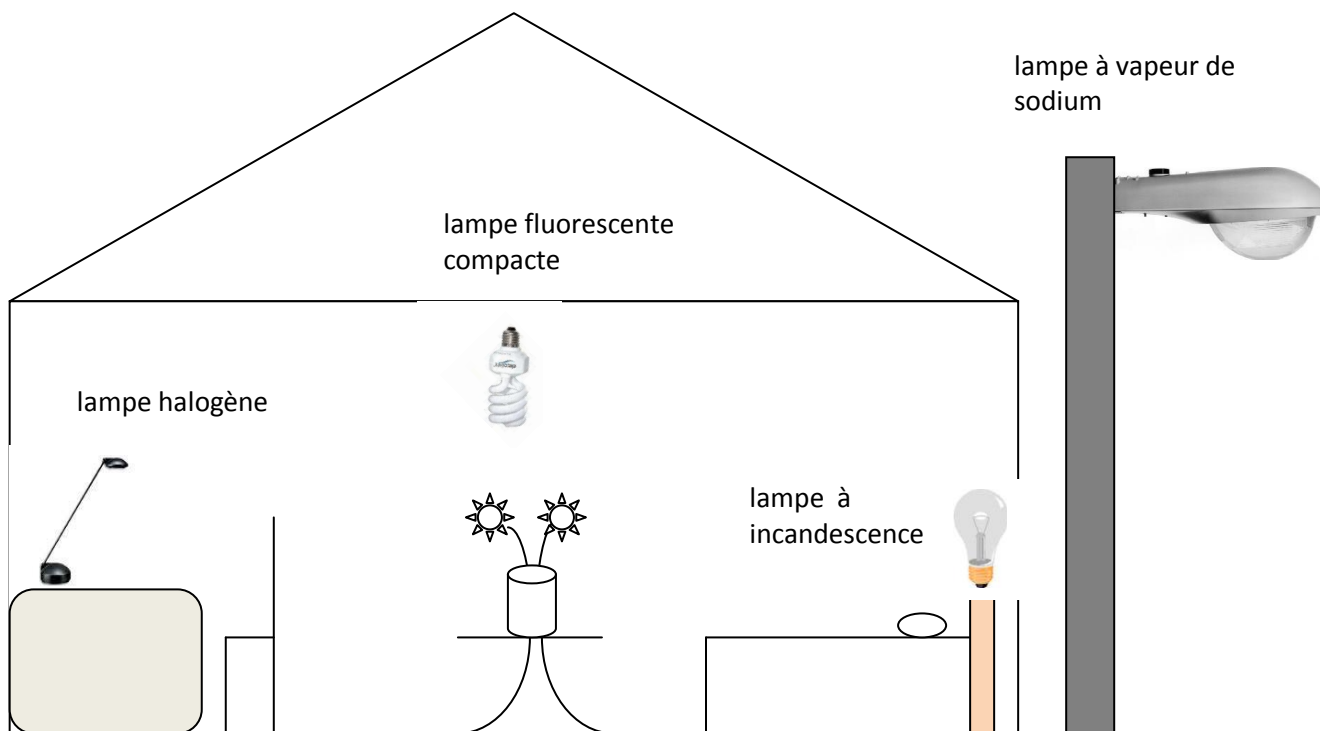 lampe à vapeur de
sodium
lampe fluorescente
compacte
lampe halogène
lampe à
incandescence